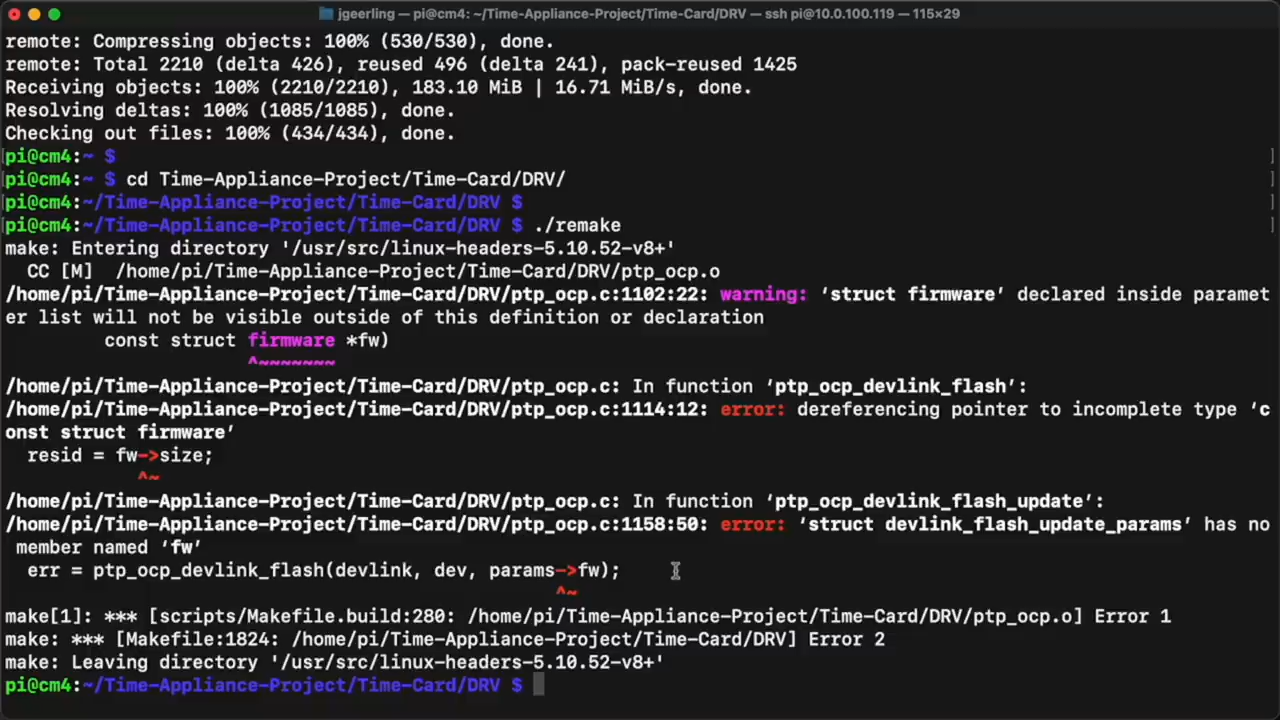 jgeerling — pi@cm4: ~/Time-Appliance-Project/Time-Card/DRV — ssh pi@10.0.100.119 — 115×29
remote: Compressing objects: 100% (530/530), done.
remote: Total 2210 (delta 426), reused 496 (delta 241), pack-reused 1425
Receiving objects: 100% (2210/2210), 183.10 MiB | 16.71 MiB/s, done.
Resolving deltas: 100% (1085/1085), done.
Checking out files: 100% (434/434), done.
[pi@cm4:~ $ ]
[pi@cm4:~ $ cd Time-Appliance-Project/Time-Card/DRV/ ]
[pi@cm4:~/Time-Appliance-Project/Time-Card/DRV $ ]
[pi@cm4:~/Time-Appliance-Project/Time-Card/DRV $ ./remake ]
make: Entering directory '/usr/src/linux-headers-5.10.52-v8+'
  CC [M]  /home/pi/Time-Appliance-Project/Time-Card/DRV/ptp_ocp.o
/home/pi/Time-Appliance-Project/Time-Card/DRV/ptp_ocp.c:1102:22: warning: ‘struct firmware’ declared inside paramet
er list will not be visible outside of this definition or declaration
         const struct firmware *fw)
                      ^~~~~~~~
/home/pi/Time-Appliance-Project/Time-Card/DRV/ptp_ocp.c: In function ‘ptp_ocp_devlink_flash’:
/home/pi/Time-Appliance-Project/Time-Card/DRV/ptp_ocp.c:1114:12: error: dereferencing pointer to incomplete type ‘c
onst struct firmware’
  resid = fw->size;
            ^~
/home/pi/Time-Appliance-Project/Time-Card/DRV/ptp_ocp.c: In function ‘ptp_ocp_devlink_flash_update’:
/home/pi/Time-Appliance-Project/Time-Card/DRV/ptp_ocp.c:1158:50: error: ‘struct devlink_flash_update_params’ has no
 member named ‘fw’
  err = ptp_ocp_devlink_flash(devlink, dev, params->fw);
                                                  ^~
make[1]: *** [scripts/Makefile.build:280: /home/pi/Time-Appliance-Project/Time-Card/DRV/ptp_ocp.o] Error 1
make: *** [Makefile:1824: /home/pi/Time-Appliance-Project/Time-Card/DRV] Error 2
make: Leaving directory '/usr/src/linux-headers-5.10.52-v8+'
pi@cm4:~/Time-Appliance-Project/Time-Card/DRV $